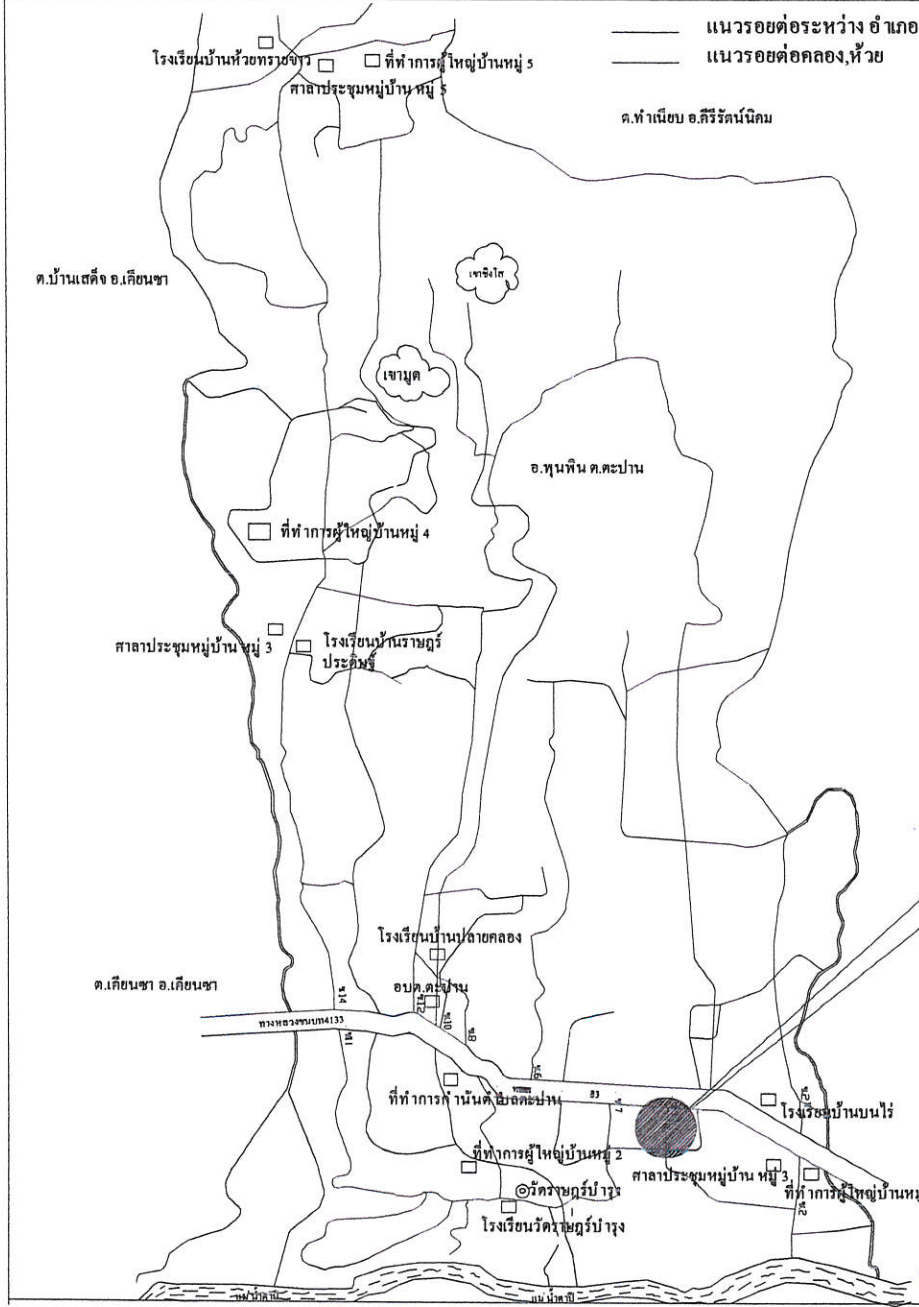 แนวรอยต่อระหว่าง อำเภอ
แนวรอยต่อคลอง,ห้วย
โรงเรียนบ้านห้วยทรายขาว
ที่ทำการผู้ใหญ่บ้านหมู่ 5
ศาลาประชุมหมู่บ้าน หมู่ 5
ต.ทำเนียบ อ.คีรีรัตน์นิคม
ต.บ้านเสด็จ อ.เคียนซา
เขาชิงโส
เขามูด
อ.พุนพิน ต.ตะปาน
ที่ทำการผู้ใหญ่บ้านหมู่ 4
ศาลาประชุมหมู่บ้าน หมู่ 3
โรงเรียนบ้านราษฎร์
ประดิษฐ์
โรงเรียนบ้านปลายคลอง
ต.เคียนซา อ.เคียนซา
อบต.ตะปาน
ซ.14
ซ.12
ซ.10
ซ.8
ทางหลวงชนบท4133
ซ.1
ซ.6
ที่ทำการกำนันตำบลตะปาน
ซ.7
โรงเรียนบ้านบนไร่
ที่ทำการผู้ใหญ่บ้านหมู่ 2
ศาลาประชุมหมู่บ้าน หมู่ 3
ที่ทำการผู้ใหญ่บ้านหมู่
วัดราษฎร์บำรุง
โรงเรียนวัดราษฎร์บำรุง
แม่น้ำตาปี
แม่น้ำตาปี